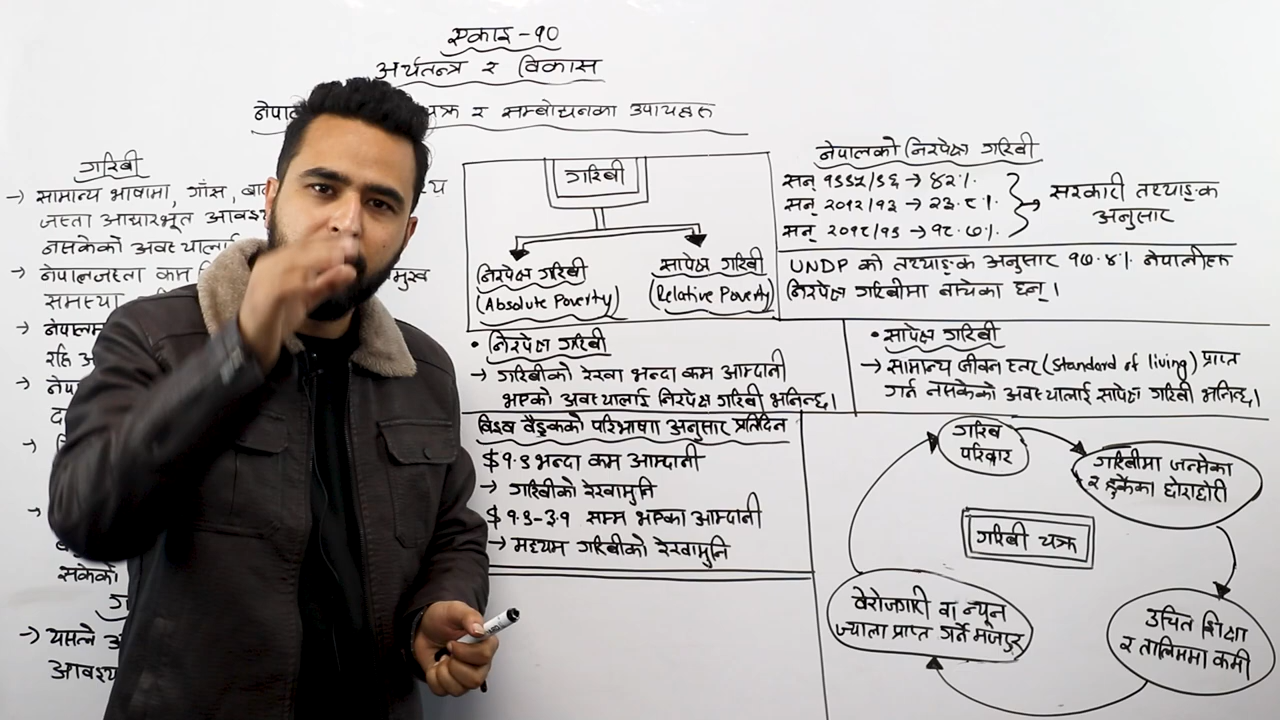 एकाइ - १०
अर्थतन्त्र र विकास
नेपाल चक्र र सम्बोधनका उपायहरू
गरिबी
→ सामान्य भाषामा, गाँस, बा
जस्ता आधारभूत आवश्य
नसकेको अवस्थालाई
→ नेपालजस्ता कम मुख्य
समस्या
→ नेपालमा
रहि आ
→ नेपा
सकेको
→ यसले
आवश्य
गरिबी
निरपेक्ष गरिबी
(Absolute Poverty)
सापेक्ष गरिबी
(Relative Poverty)
नेपालको निरपेक्ष गरिबी
सन् १९९५/९६ → ४२%
सन् २०१२/१३ → २३.८%
सन् २०१८/१९ → १८.७%
सरकारी तथ्याङ्क
अनुसार
UNDP को तथ्याङ्क अनुसार १७.४% नेपालीहरू
निरपेक्ष गरिबीमा बाँचेका छन्।
• निरपेक्ष गरिबी
→ गरिबीको रेखा भन्दा कम आम्दानी
भएको अवस्थालाई निरपेक्ष गरिबी भनिन्छ।
• सापेक्ष गरिबी
→ सामान्य जीवन स्तर (Standard of living) प्राप्त
गर्न नसकेको अवस्थालाई सापेक्ष गरिबी भनिन्छ।
विश्व बैङ्कको परिभाषा अनुसार प्रतिदिन
$ १.९ भन्दा कम आम्दानी
→ गरिबीको रेखामुनि
$ १.९-३.१ सम्म भएका आम्दानी
→ मध्यम गरिबीको रेखामुनि
गरिब
परिवार
गरिबीमा जन्मेका
र हुर्केका छोराछोरी
गरिबी चक्र
उचित शिक्षा
र तालिममा कमी
बेरोजगारी वा न्यून
ज्याला प्राप्त गर्ने मजदुर